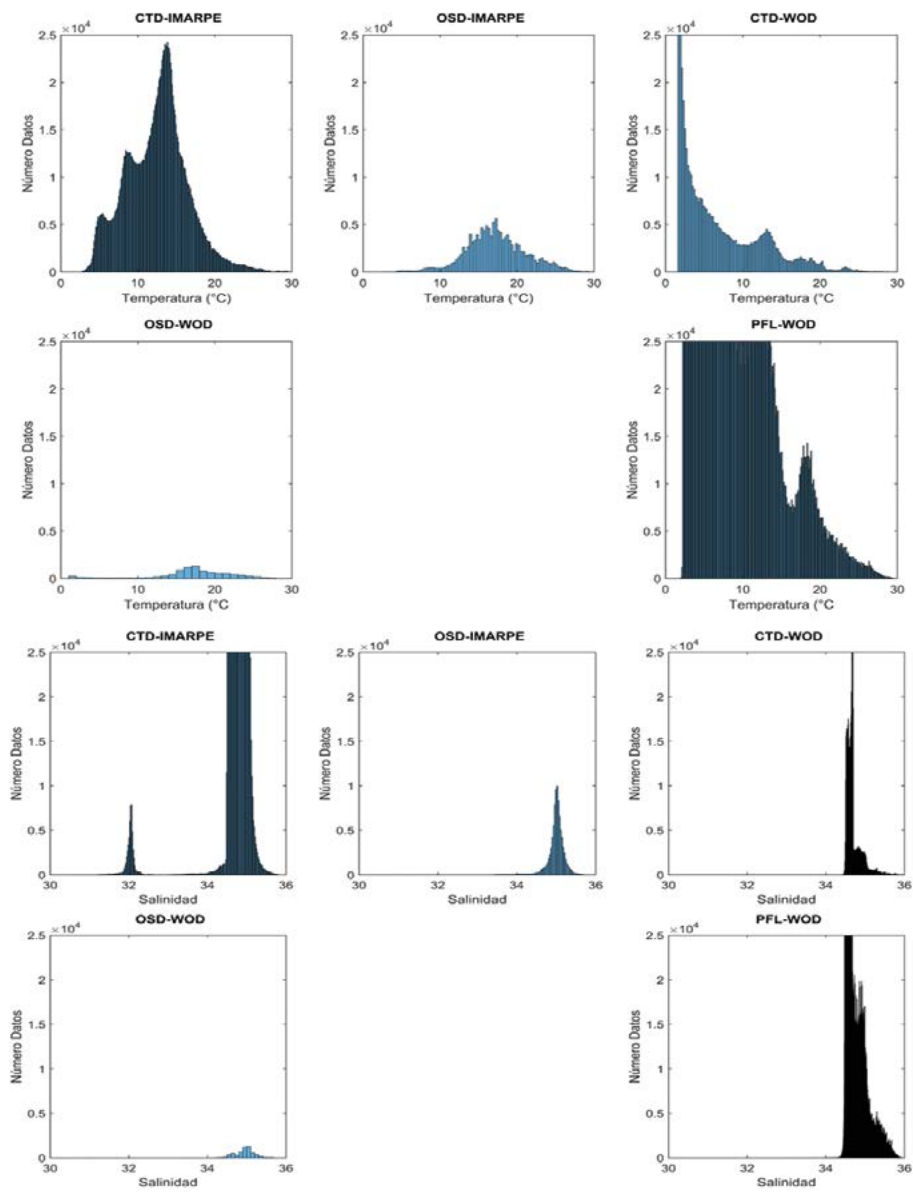 CTD-IMARPE
×10⁴
2.5
2
1.5
1
0.5
0
Número Datos
0 10 20 30
Temperatura (°C)
OSD-IMARPE
×10⁴
2.5
2
1.5
1
0.5
0
Número Datos
0 10 20 30
Temperatura (°C)
CTD-WOD
×10⁴
2.5
2
1.5
1
0.5
0
Número Datos
0 10 20 30
Temperatura (°C)
OSD-WOD
×10⁴
2.5
2
1.5
1
0.5
0
Número Datos
0 10 20 30
Temperatura (°C
PFL-WOD
×10⁴
2.5
2
1.5
1
0.5
0
Número Datos
0 10 20 30
Temperatura (°C
CTD-IMARPE
×10⁴
2.5
2
1.5
1
0.5
0
Número Datos
30 32 34 36
Salinidad
OSD-IMARPE
×10⁴
2.5
2
1.5
1
0.5
0
Número Datos
30 32 34 36
Salinidad
CTD-WOD
×10⁴
2.5
2
1.5
1
0.5
0
Número Datos
30 32 34 36
Salinidad
OSD-WOD
×10⁴
2.5
2
1.5
1
0.5
0
Número Datos
30 32 34 36
Salinidad
PFL-WOD
×10⁴
2.5
2
1.5
1
0.5
0
Número Datos
30 32 34 36
Salinidad